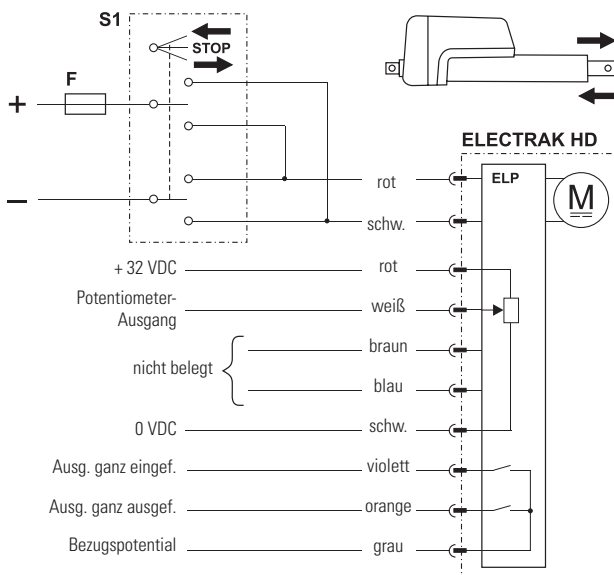 S1
STOP
F
+
−
ELECTRAK HD
ELP
M
rot
schw.
+ 32 VDC
rot
Potentiometer-
Ausgang
weiß
nicht belegt
braun
blau
0 VDC
schw.
Ausg. ganz eingef.
violett
Ausg. ganz ausgef.
orange
Bezugspotential
grau